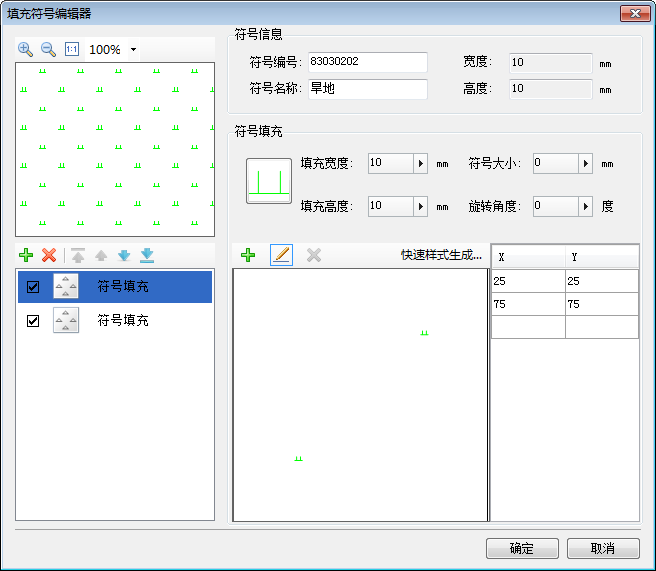 填充符号编辑器
1:1 100%
符号信息
符号编号: 83030202 宽度: 10 mm
符号名称: 旱地 高度: 10 mm
符号填充
填充宽度: 10 mm 符号大小: 0 mm
填充高度: 10 mm 旋转角度: 0 度
快速样式生成... X Y
符号填充 25 25
符号填充 75 75
确定 取消